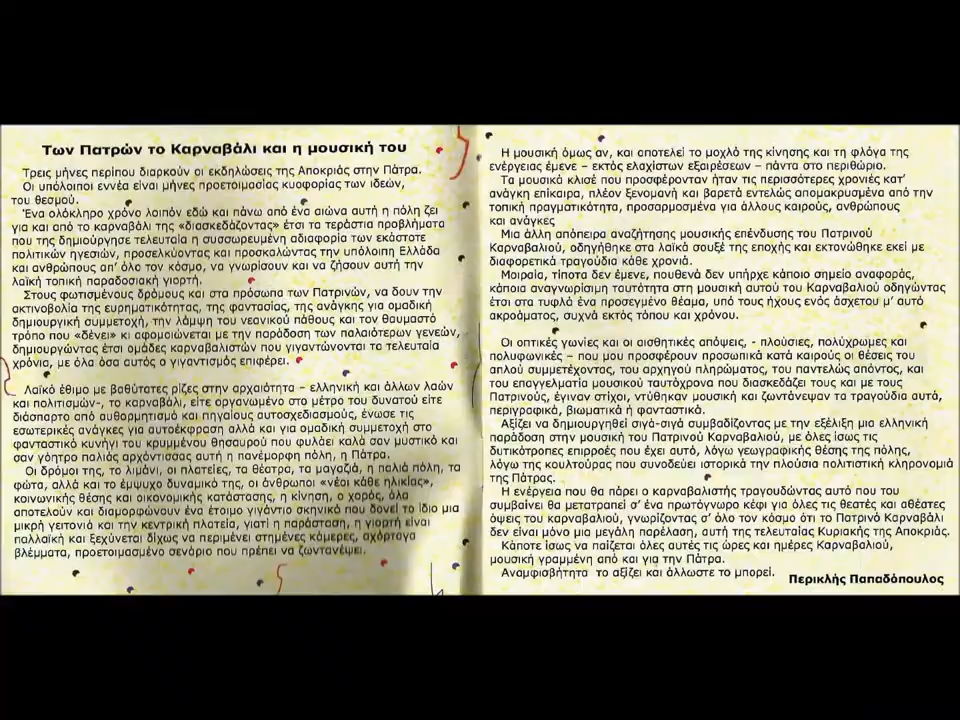 Των Πατρών το Καρναβάλι και η μουσική του
Τρεις μήνες περίπου διαρκούν οι εκδηλώσεις της Αποκριάς στην Πάτρα.
Οι υπόλοιποι εννέα είναι μήνες προετοιμασίας κυοφορίας των ιδεών,
του θεσμού.
Ένα ολόκληρο χρόνο λοιπόν εδώ και πάνω από ένα αιώνα αυτή η πόλη ζει
για και από το καρναβάλι της «διασκεδάζοντας» έτσι τα τεράστια προβλήματα
που της δημιούργησε τελευταία η συσσωρευμένη αδιαφορία των εκάστοτε
πολιτικών ηγεσιών, προσελκύοντας και προσκαλώντας την υπόλοιπη Ελλάδα
και ανθρώπους απ' όλο τον κόσμο, να γνωρίσουν και να ζήσουν αυτή την
λαϊκή τοπική παραδοσιακή γιορτή.
Στους φωτισμένους δρόμους και στα πρόσωπα των Πατρινών, να δουν την
ακτινοβολία της ευρηματικότητας, της φαντασίας, της ανάγκης για ομαδική
δημιουργική συμμετοχή, την λάμψη του νεανικού πάθους και τον θαυμαστό
τρόπο που «δένει» κι αφομοιώνεται με την παράδοση των παλαιότερων γενεών,
δημιουργώντας έτσι ομάδες καρναβαλιστών που γιγαντώνονται το τελευταία
χρόνια, με όλα όσα αυτός ο γιγαντισμός επιφέρει.
Λαϊκό έθιμο με βαθύτατες ρίζες στην αρχαιότητα – ελληνική και άλλων λαών
και πολιτισμών-, το καρναβάλι, είτε οργανωμένο στο μέτρο του δυνατού είτε
διάσπαρτο από αυθορμητισμό και πηγαίους αυτοσχεδιασμούς, ένωσε τις
εσωτερικές ανάγκες για αυτοέκφραση αλλά και για ομαδική συμμετοχή στο
φανταστικό κυνήγι του κρυμμένου θησαυρού που φυλάει καλά σαν μυστικό και
σαν γόητρο παλιάς αρχόντισσας αυτή η πανέμορφη πόλη, η Πάτρα.
Οι δρόμοι της, το λιμάνι, οι πλατείες, τα θέατρα, τα μαγαζιά, η παλιά πόλη, τα
φώτα, αλλά και το έμψυχο δυναμικό της, οι άνθρωποι «νέοι κάθε ηλικίας»,
κοινωνικής θέσης και οικονομικής κατάστασης, η κίνηση, ο χορός, όλα
αποτελούν και διαμορφώνουν ένα έτοιμο γιγάντιο σκηνικό που δονεί το ίδιο μια
μικρή γειτονιά και την κεντρική πλατεία, γιατί η παράσταση, η γιορτή είναι
παλλαϊκή και ξεχύνεται δίχως να περιμένει στημένες κάμερες, αχόρταγα
βλέμματα, προετοιμασμένο σενάριο που πρέπει να ζωντανέψει.
Η μουσική όμως αν, και αποτελεί το μοχλό της κίνησης και τη φλόγα της
ενέργειας έμενε – εκτός ελαχίστων εξαιρέσεων – πάντα στο περιθώριο.
Τα μουσικά κλισέ που προσφέρονταν ήταν τις περισσότερες χρονιές κατ'
ανάγκη επίκαιρα, πλέον ξενομανή και βαρετά εντελώς απομακρυσμένα από την
τοπική πραγματικότητα, προσαρμοσμένα για άλλους καιρούς, ανθρώπους
και ανάγκες
Μια άλλη απόπειρα αναζήτησης μουσικής επένδυσης του Πατρινού
Καρναβαλιού, οδηγήθηκε στα λαϊκά σουξέ της εποχής και εκτονώθηκε εκεί με
διαφορετικά τραγούδια κάθε χρονιά.
Μοιραία, τίποτα δεν έμενε, πουθενά δεν υπήρχε κάποιο σημείο αναφοράς,
κάποια αναγνωρίσιμη ταυτότητα στη μουσική αυτού του Καρναβαλιού οδηγώντας
έτσι στα τυφλά ένα προσεγμένο θέαμα, υπό τους ήχους ενός άσχετου μ' αυτό
ακροάματος, συχνά εκτός τόπου και χρόνου.
Οι οπτικές γωνίες και οι αισθητικές απόψεις, - πλούσιες, πολύχρωμες και
πολυφωνικές – που μου προσφέρουν προσωπικά κατά καιρούς οι θέσεις του
απλού συμμετέχοντας, του αρχηγού πληρώματος, του παντελώς απόντος, και
του επαγγελματία μουσικού ταυτόχρονα που διασκεδάζει τους και με τους
Πατρινούς, έγιναν στίχοι, ντύθηκαν μουσική και ζωντάνεψαν τα τραγούδια αυτά,
περιγραφικά, βιωματικά ή φανταστικά.
Αξίζει να δημιουργηθεί σιγά-σιγά συμβαδίζοντας με την εξέλιξη μια ελληνική
παράδοση στην μουσική του Πατρινού Καρναβαλιού, με όλες ίσως τις
δυτικότροπες επιρροές που έχει αυτό, λόγω γεωγραφικής θέσης της πόλης,
λόγω της κουλτούρας που συνοδεύει ιστορικά την πλούσια πολιτιστική κληρονομιά
της Πάτρας.
Η ενέργεια που θα πάρει ο καρναβαλιστής τραγουδώντας αυτό που του
συμβαίνει θα μετατραπεί σ' ένα πρωτόγνωρο κέφι για όλες τις θεατές και αθέατες
όψεις του καρναβαλιού, γνωρίζοντας σ' όλο τον κόσμο ότι το Πατρινό Καρναβάλι
δεν είναι μόνο μια μεγάλη παρέλαση, αυτή της τελευταίας Κυριακής της Αποκριάς.
Κάποτε ίσως να παίζεται όλες αυτές τις ώρες και ημέρες Καρναβαλιού,
μουσική γραμμένη από και για την Πάτρα.
Αναμφισβήτητα το αξίζει και άλλωστε το μπορεί.
Περικλής Παπαδόπουλος